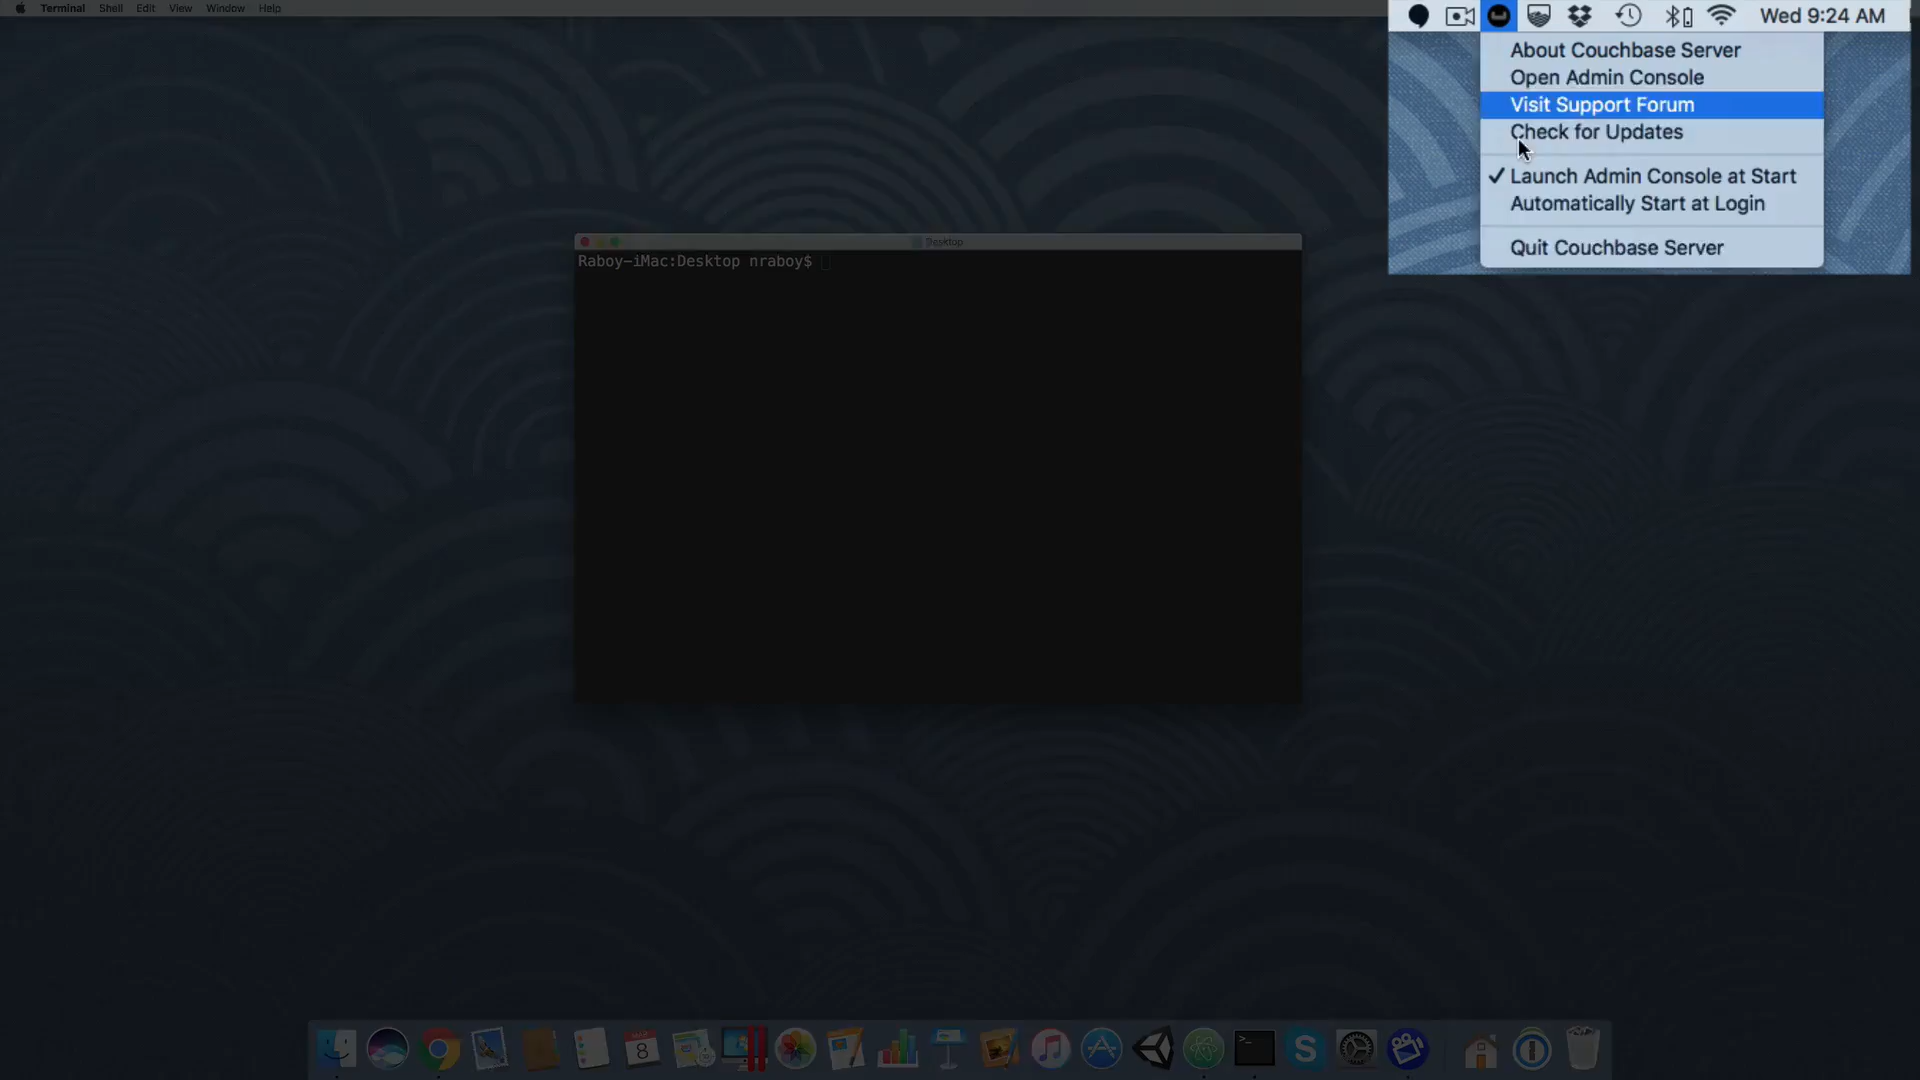 Terminal Shell Edit View Window Help
Wed 9:24 AM
About Couchbase Server
Open Admin Console
Visit Support Forum
Check for Updates
✓ Launch Admin Console at Start
Automatically Start at Login
Quit Couchbase Server
Desktop
Raboy-iMac:Desktop nraboy$
8